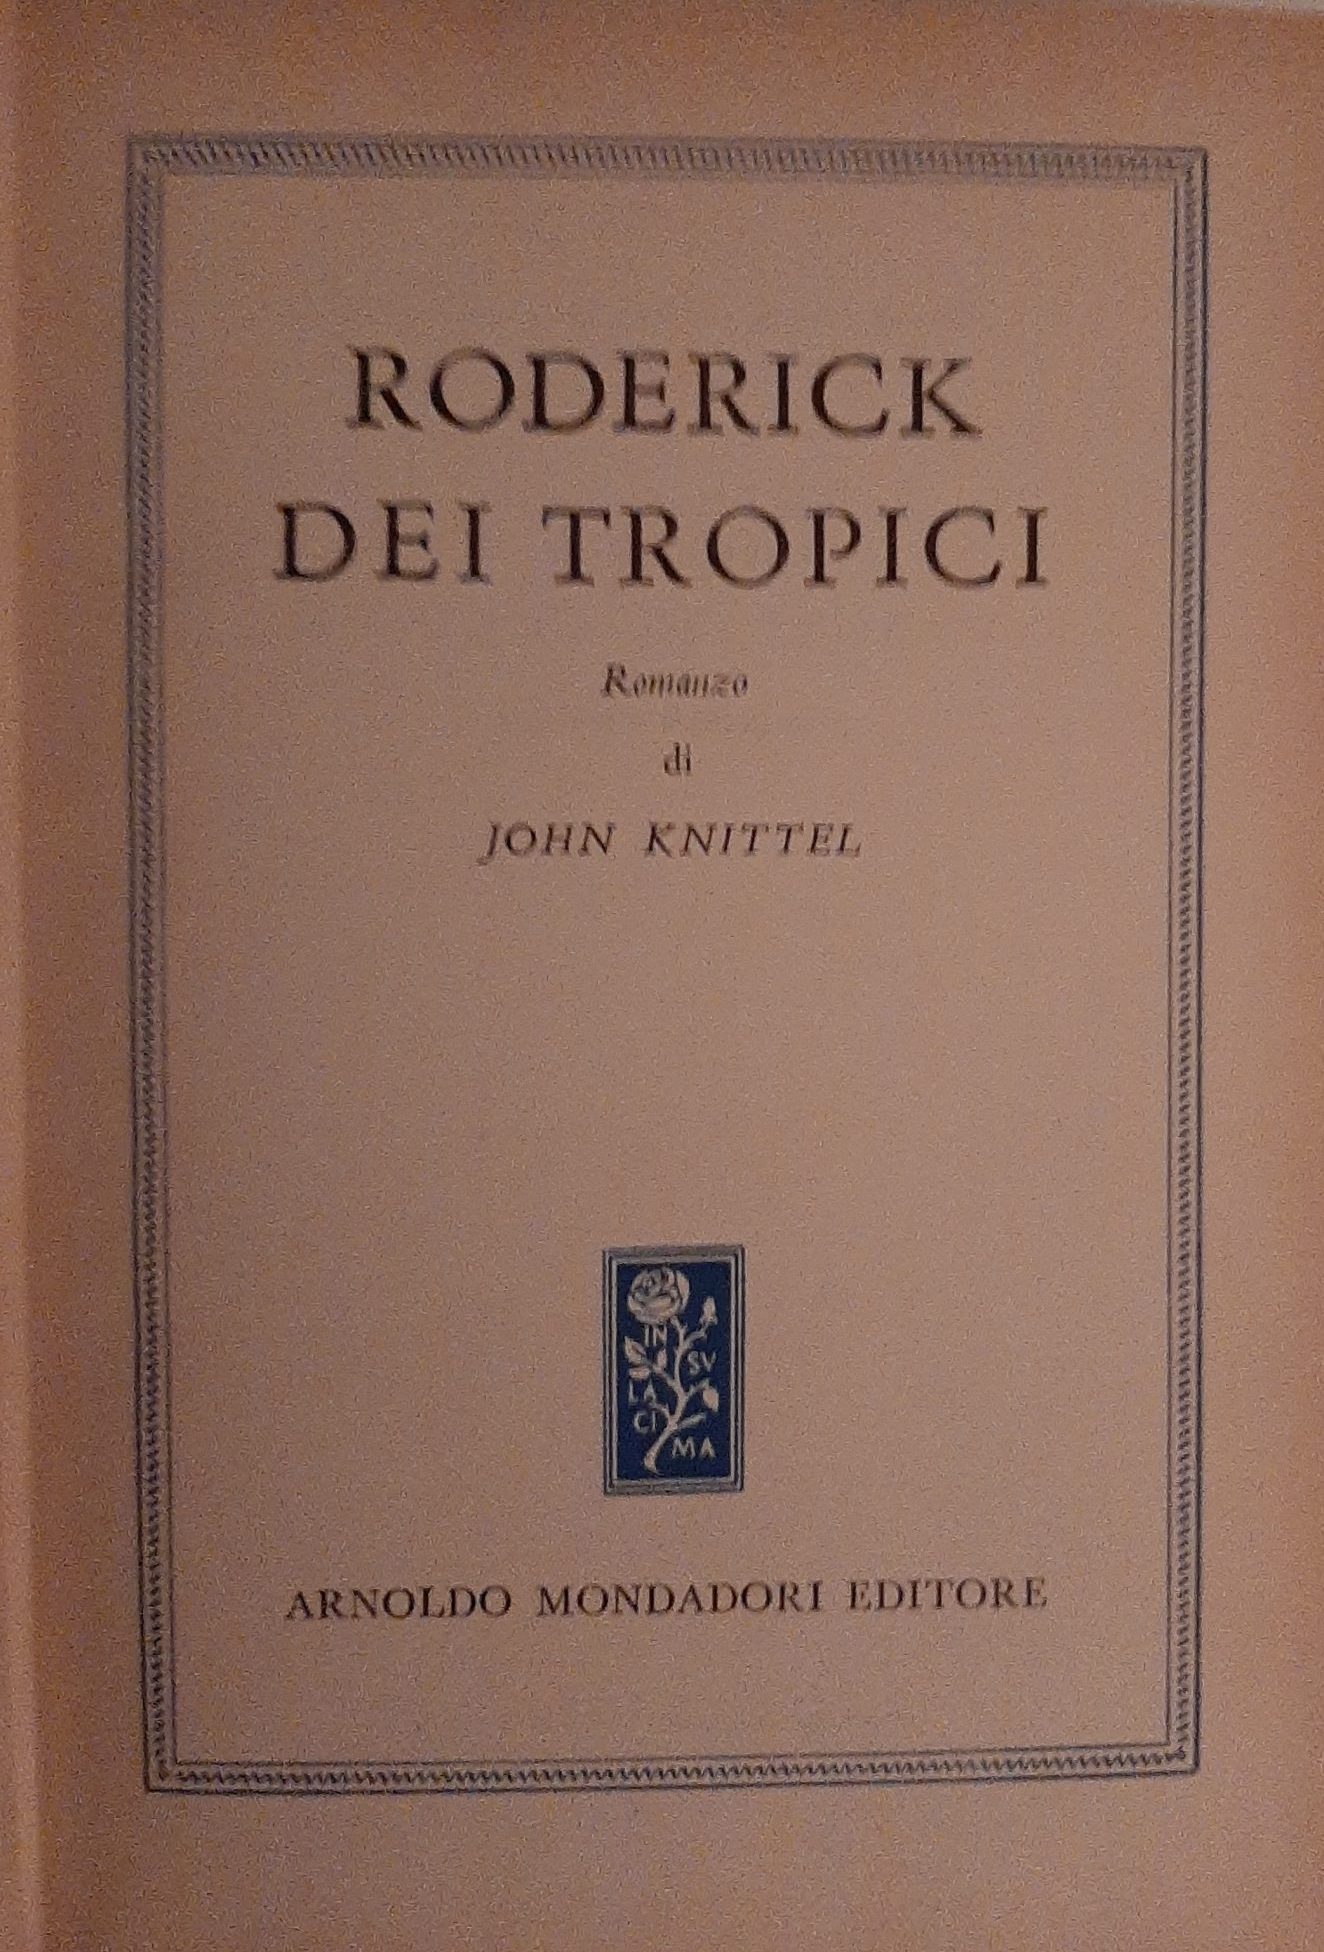 RODERICK
DEI TROPICI
Romanzo
di
JOHN KNITTEL
IN
SV
LA
CI
MA
ARNOLDO MONDADORI EDITORE